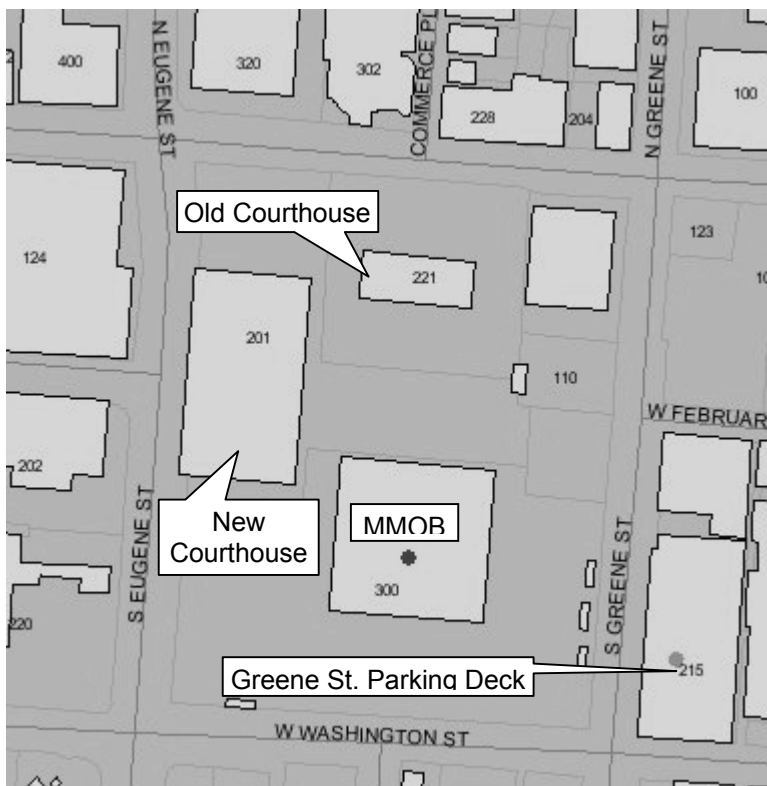 400
N EUGENE ST
320
302
COMMERCE PL
228
204
N GREENE ST
100
Old Courthouse
123
124
221
201
110
W FEBRUAR
202
New
Courthouse
MMOB
S EUGENE ST
300
S GREENE ST
220
Greene St. Parking Deck
215
W WASHINGTON ST